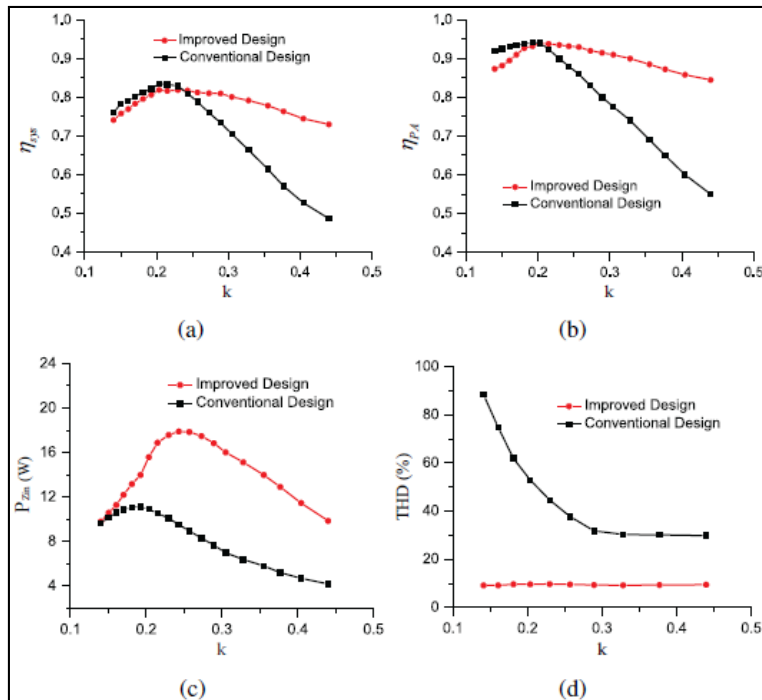 1.0
0.9
0.8
0.7
0.6
0.5
0.4
ηsys
Improved Design
Conventional Design
0.1 0.2 0.3 0.4 0.5
k
(a)
1.0
0.9
0.8
0.7
0.6
0.5
0.4
ηPA
Improved Design
Conventional Design
0.1 0.2 0.3 0.4 0.5
k
(b)
24
20
16
12
8
4
PZin (W)
Improved Design
Conventional Design
0.1 0.2 0.3 0.4 0.5
k
(c)
100
80
60
40
20
0
THD (%)
Improved Design
Conventional Design
0.1 0.2 0.3 0.4 0.5
k
(d)